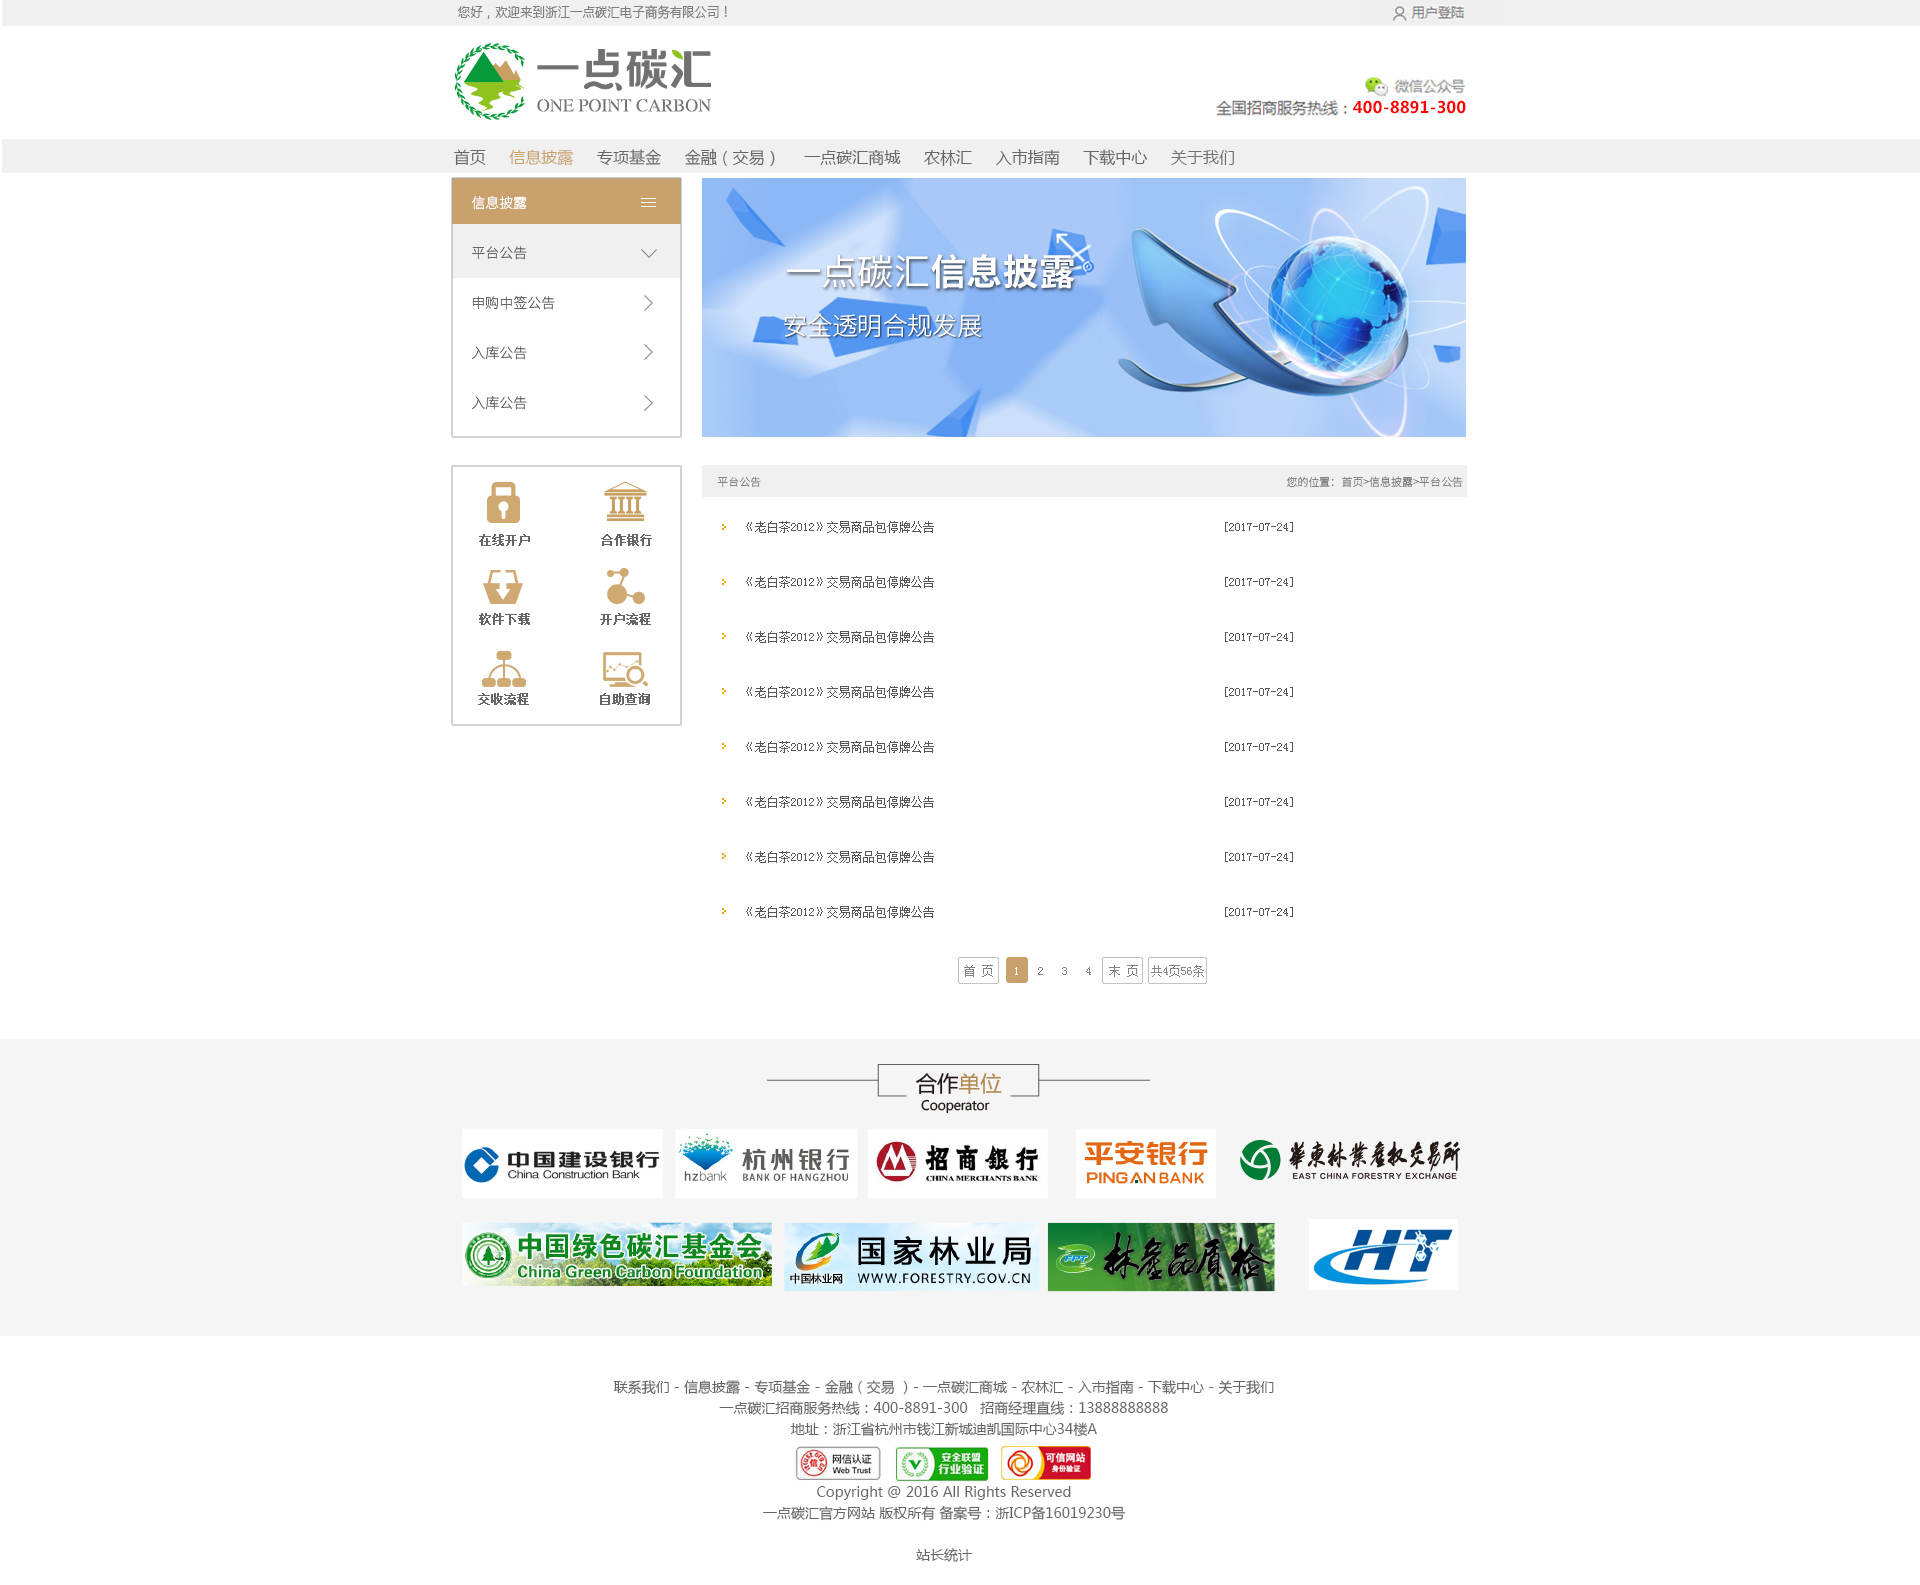 您好，欢迎来到浙江一点碳汇电子商务有限公司！
用户登陆
一点碳汇
ONE POINT CARBON
微信公众号
全国招商服务热线：400-8891-300
首页 信息披露 专项基金 金融（交易） 一点碳汇商城 农林汇 入市指南 下载中心 关于我们
信息披露
平台公告
申购中签公告
入库公告
入库公告
一点碳汇信息披露
安全透明合规发展
在线开户 合作银行
软件下载 开户流程
交收流程 自助查询
平台公告 您的位置：首页>信息披露>平台公告
《老白茶2012》交易商品包停牌公告 [2017-07-24]
《老白茶2012》交易商品包停牌公告 [2017-07-24]
《老白茶2012》交易商品包停牌公告 [2017-07-24]
《老白茶2012》交易商品包停牌公告 [2017-07-24]
《老白茶2012》交易商品包停牌公告 [2017-07-24]
《老白茶2012》交易商品包停牌公告 [2017-07-24]
《老白茶2012》交易商品包停牌公告 [2017-07-24]
《老白茶2012》交易商品包停牌公告 [2017-07-24]
首 页 1 2 3 4 末 页 共4页56条
合作单位
Cooperator
中国建设银行
China Construction Bank
hzbank
杭州银行
BANK OF HANGZHOU
招商银行
CHINA MERCHANTS BANK
平安银行
PING AN BANK
華東林業產权交易所
EAST CHINA FORESTRY EXCHANGE
中国绿色碳汇基金会
China Green Carbon Foundation
中国林业网
国家林业局
WWW.FORESTRY.GOV.CN
FPT
林產品质检
HT
联系我们 - 信息披露 - 专项基金 - 金融（交易 ）- 一点碳汇商城 - 农林汇 - 入市指南 - 下载中心 - 关于我们
一点碳汇招商服务热线：400-8891-300 招商经理直线：13888888888
地址：浙江省杭州市钱江新城迪凯国际中心34楼A
网信认证
Web Trust
安全联盟
行业验证
可信网站
身份验证
Copyright @ 2016 All Rights Reserved
一点碳汇官方网站 版权所有 备案号：浙ICP备16019230号
站长统计